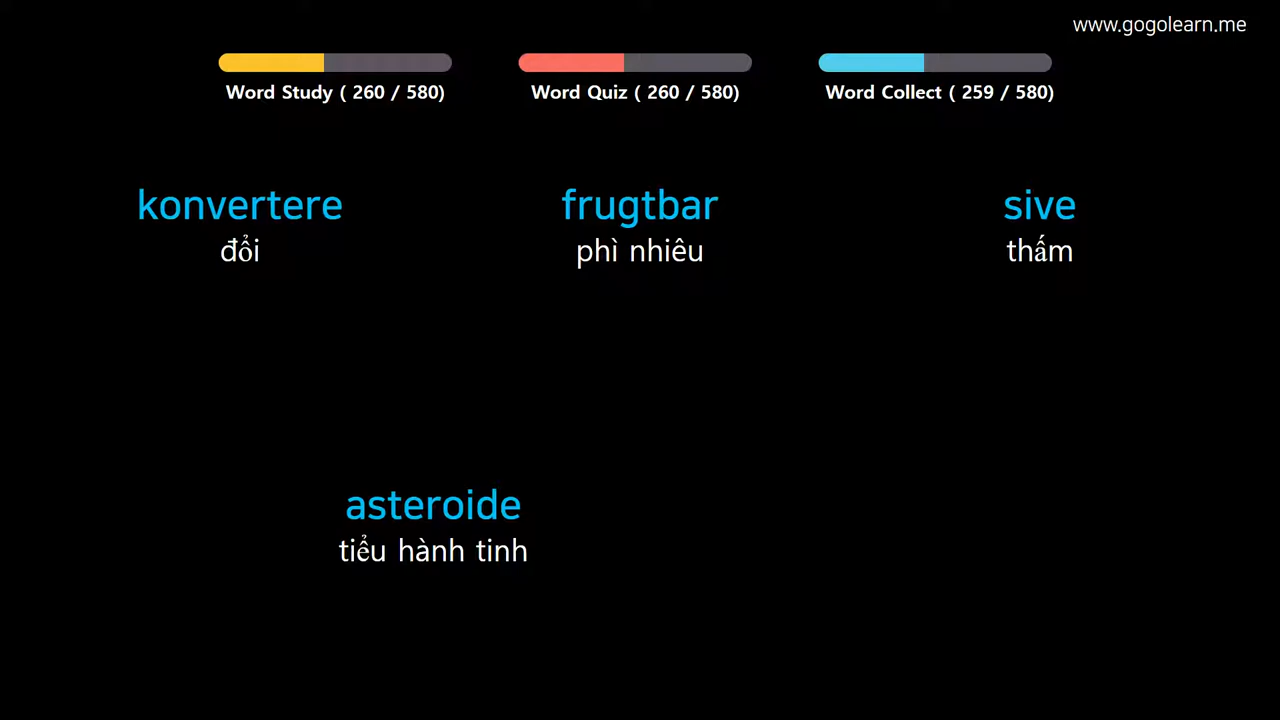 www.gogolearn.me
Word Study ( 260 / 580)
Word Quiz ( 260 / 580)
Word Collect ( 259 / 580)
konvertere
đổi
frugtbar
phì nhiêu
sive
thấm
asteroide
tiểu hành tinh